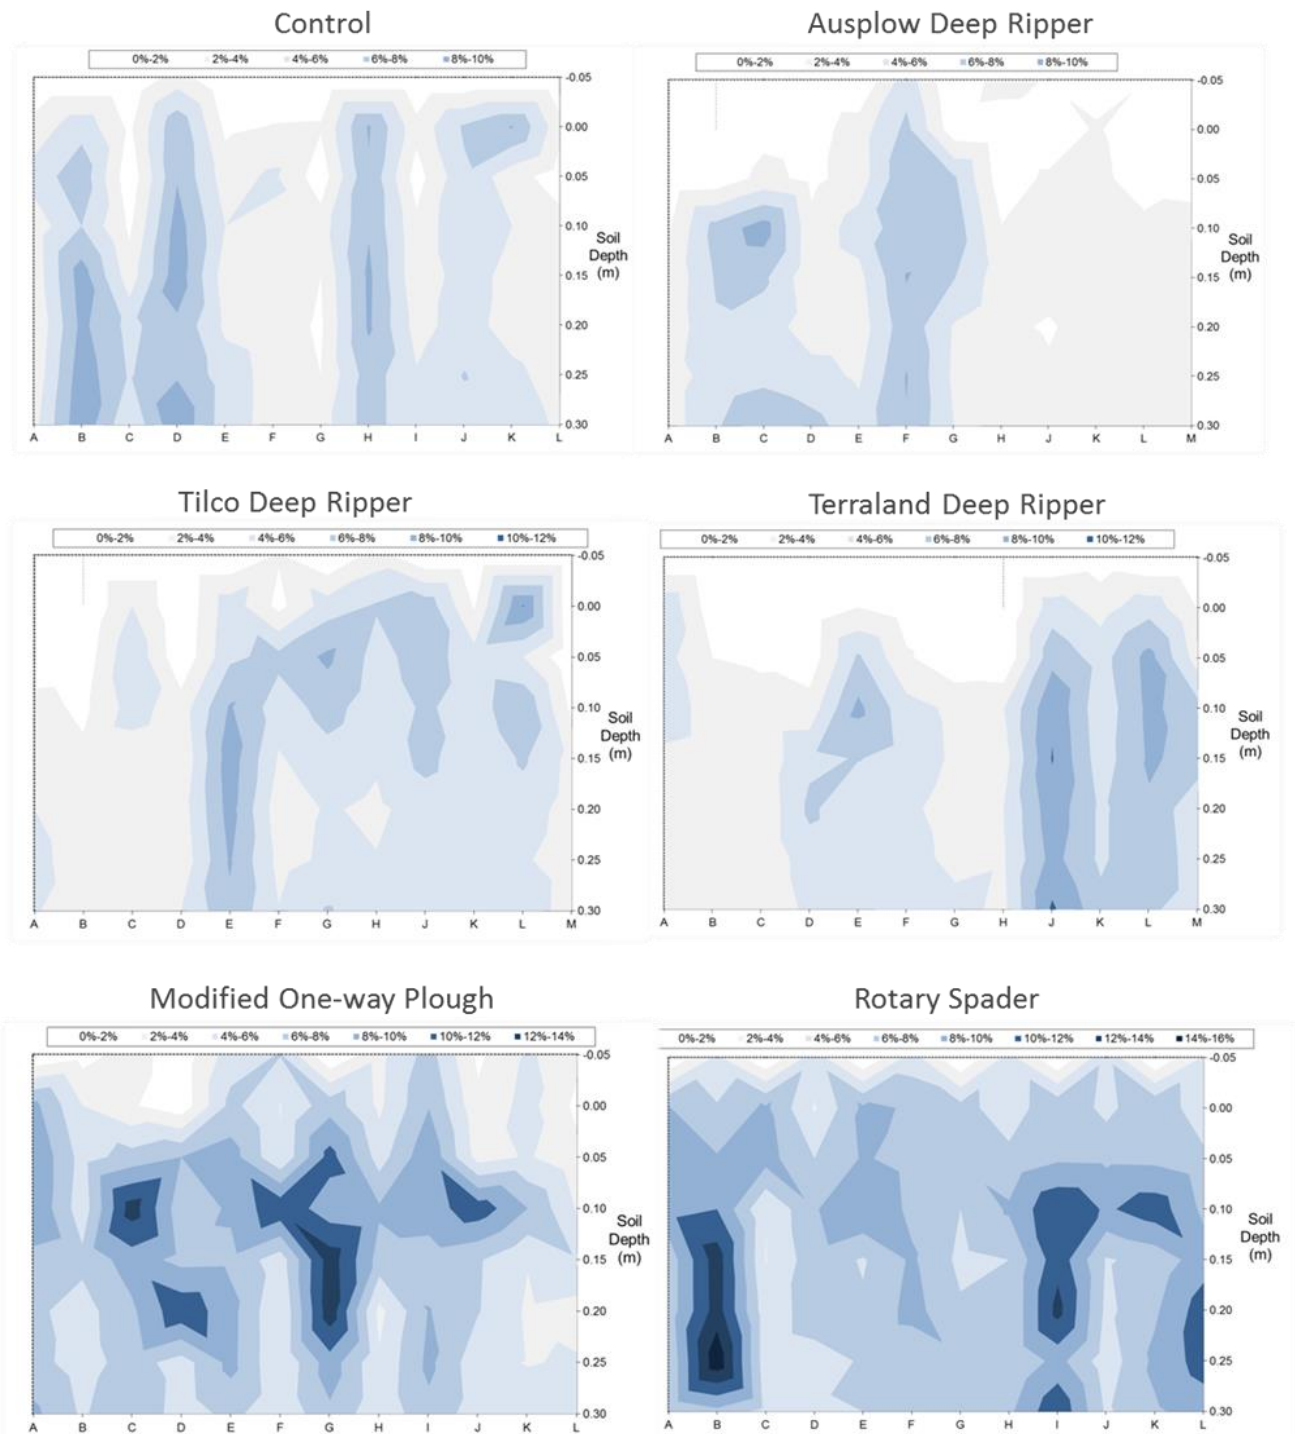 Control
0%-2% 2%-4% 4%-6% 6%-8% 8%-10%
-0.05
0.00
0.05
0.10
0.15
0.20
0.25
0.30
Soil
Depth
(m)
A B C D E F G H I J K L
Ausplow Deep Ripper
0%-2% 2%-4% 4%-6% 6%-8% 8%-10%
-0.05
0.00
0.05
0.10
0.15
0.20
0.25
0.30
Soil
Depth
(m)
A B C D E F G H J K L M
Tilco Deep Ripper
0%-2% 2%-4% 4%-6% 6%-8% 8%-10% 10%-12%
-0.05
0.00
0.05
0.10
0.15
0.20
0.25
0.30
Soil
Depth
(m)
A B C D E F G H J K L M
Terraland Deep Ripper
0%-2% 2%-4% 4%-6% 6%-8% 8%-10% 10%-12%
-0.05
0.00
0.05
0.10
0.15
0.20
0.25
0.30
Soil
Depth
(m)
A B C D E F G H J K L M
Modified One-way Plough
0%-2% 2%-4% 4%-6% 6%-8% 8%-10% 10%-12% 12%-14%
-0.05
0.00
0.05
0.10
0.15
0.20
0.25
0.30
Soil
Depth
(m)
A B C D E F G H I J K L
Rotary Spader
0%-2% 2%-4% 4%-6% 6%-8% 8%-10% 10%-12% 12%-14% 14%-16%
-0.05
0.00
0.05
0.10
0.15
0.20
0.25
0.30
Soil
Depth
(m)
A B C D E F G H I J K L